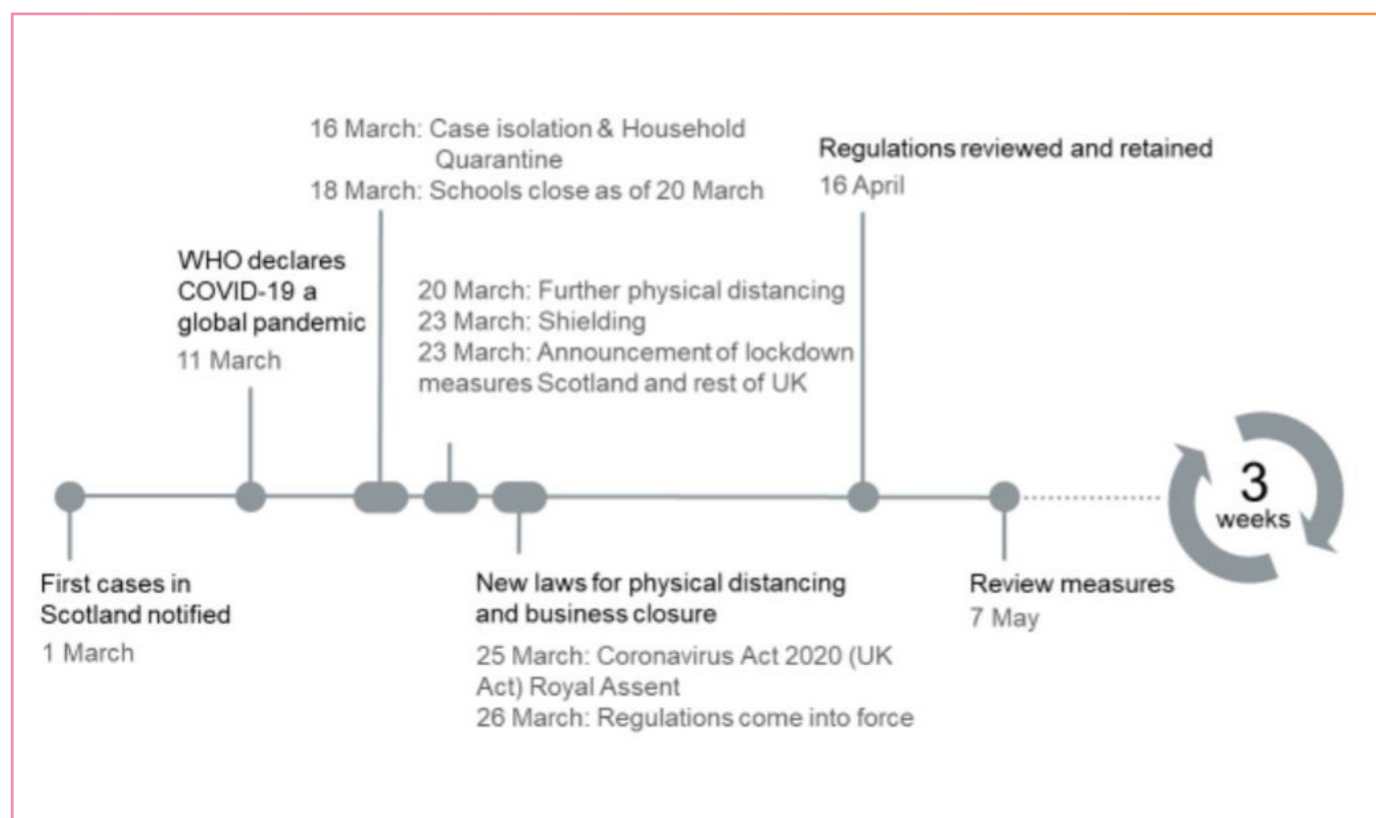 16 March: Case isolation & Household
Quarantine
18 March: Schools close as of 20 March
Regulations reviewed and retained
16 April
WHO declares
COVID-19 a
global pandemic
11 March
20 March: Further physical distancing
23 March: Shielding
23 March: Announcement of lockdown
measures Scotland and rest of UK
3
weeks
First cases in
Scotland notified
1 March
New laws for physical distancing
and business closure
25 March: Coronavirus Act 2020 (UK
Act) Royal Assent
26 March: Regulations come into force
Review measures
7 May